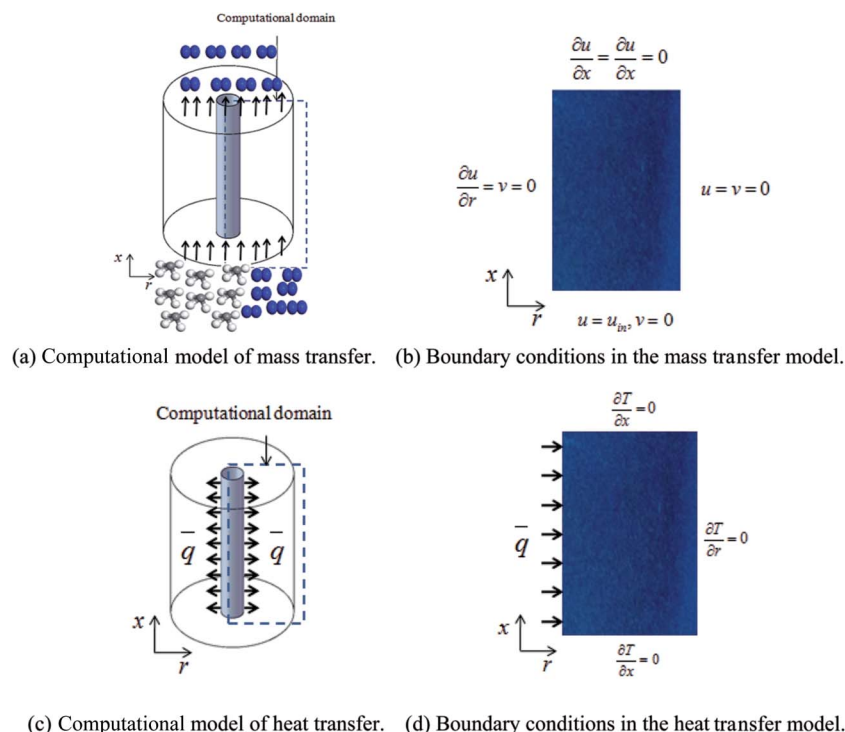 Computational domain
x
r
(a) Computational model of mass transfer.
∂u/∂x = ∂u/∂x = 0
∂u/∂r = v = 0
u = v = 0
x
r
u = u_in, v = 0
(b) Boundary conditions in the mass transfer model.
Computational domain
q̄ q̄
x
r
(c) Computational model of heat transfer.
∂T/∂x = 0
q̄
∂T/∂r = 0
x
r
∂T/∂x = 0
(d) Boundary conditions in the heat transfer model.